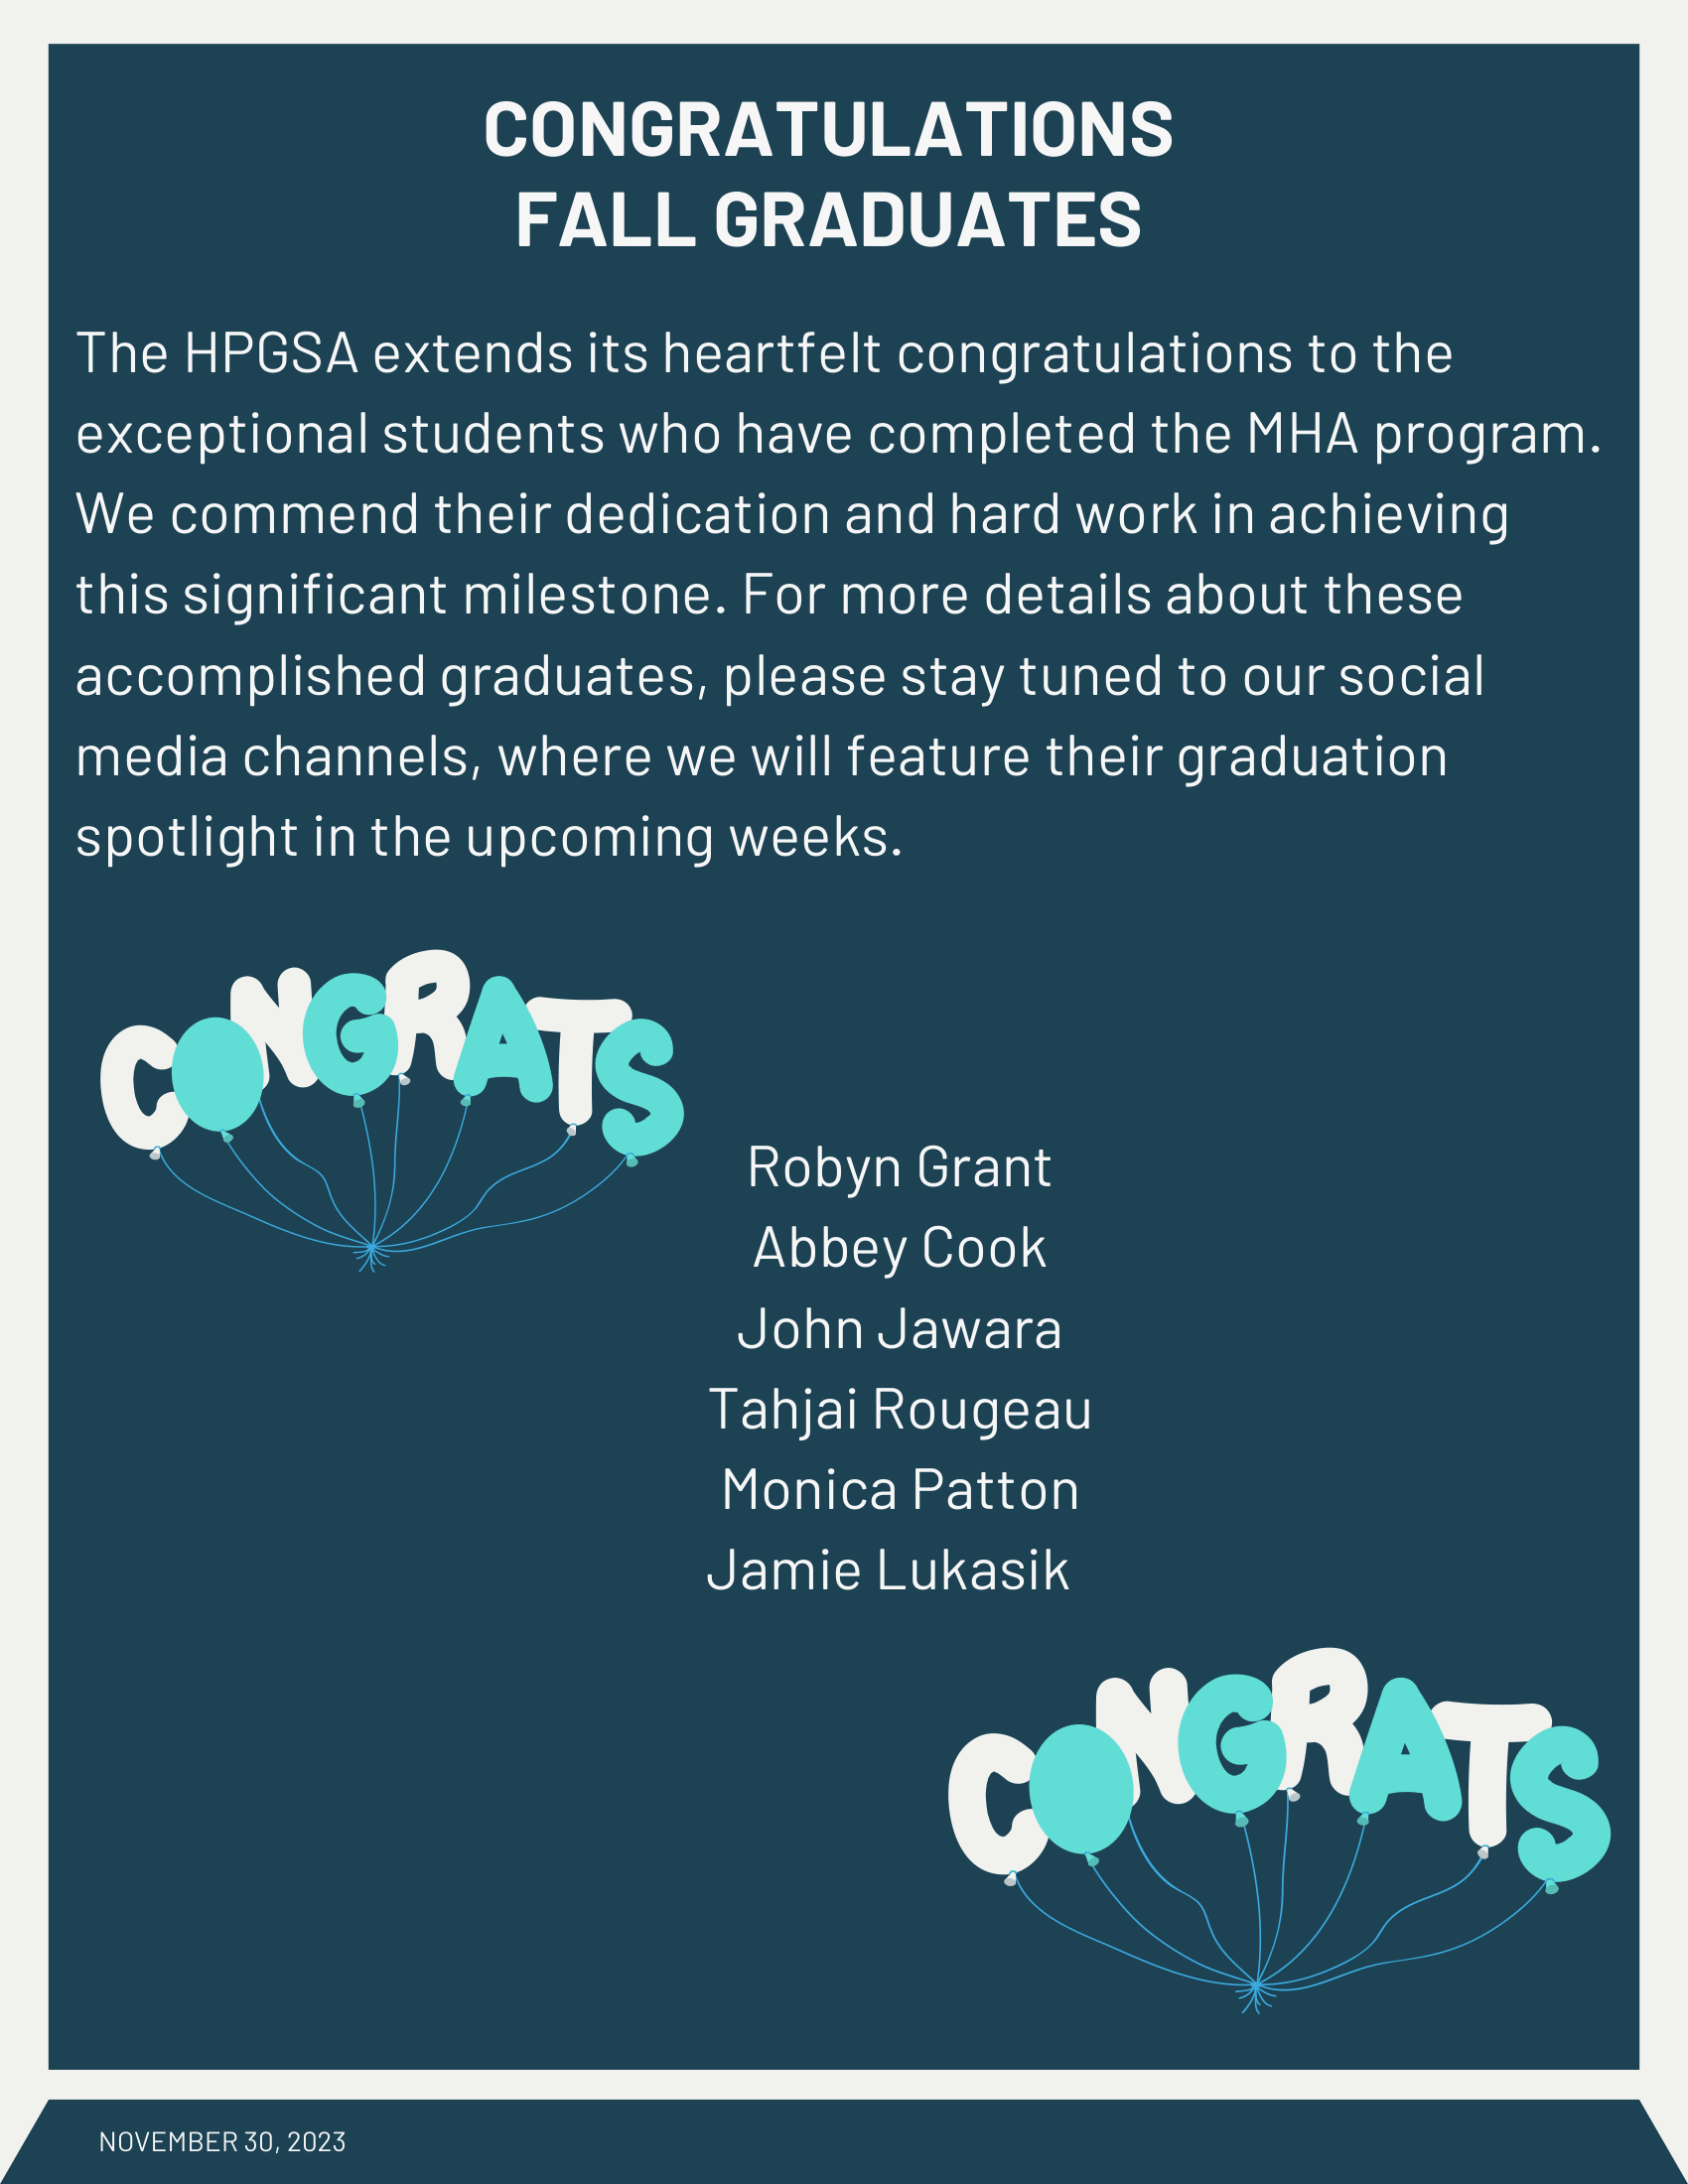 CONGRATULATIONS
FALL GRADUATES
The HPGSA extends its heartfelt congratulations to the
exceptional students who have completed the MHA program.
We commend their dedication and hard work in achieving
this significant milestone. For more details about these
accomplished graduates, please stay tuned to our social
media channels, where we will feature their graduation
spotlight in the upcoming weeks.
CONGRATS
Robyn Grant
Abbey Cook
John Jawara
Tahjai Rougeau
Monica Patton
Jamie Lukasik
CONGRATS
NOVEMBER 30, 2023